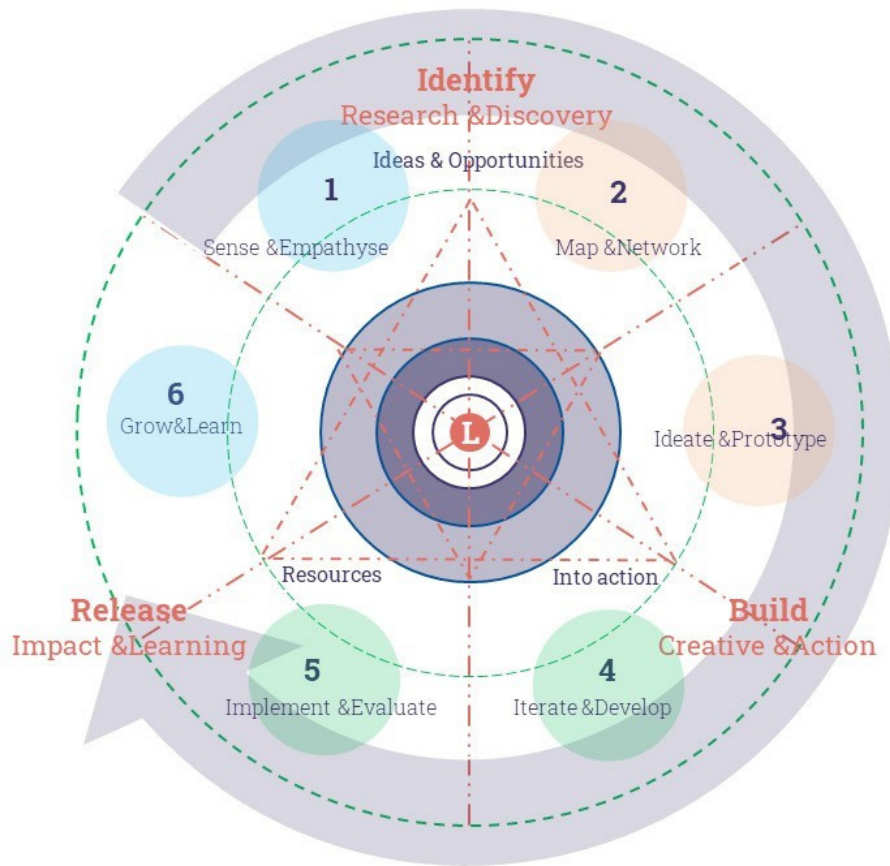 Identify
Research &Discovery
Ideas & Opportunities
1
Sense &Empathyse
2
Map &Network
3
Ideate &Prototype
6
Grow&Learn
L
Resources
Into action
Release
Impact &Learning
Build
Creative &Action
5
Implement &Evaluate
4
Iterate &Develop